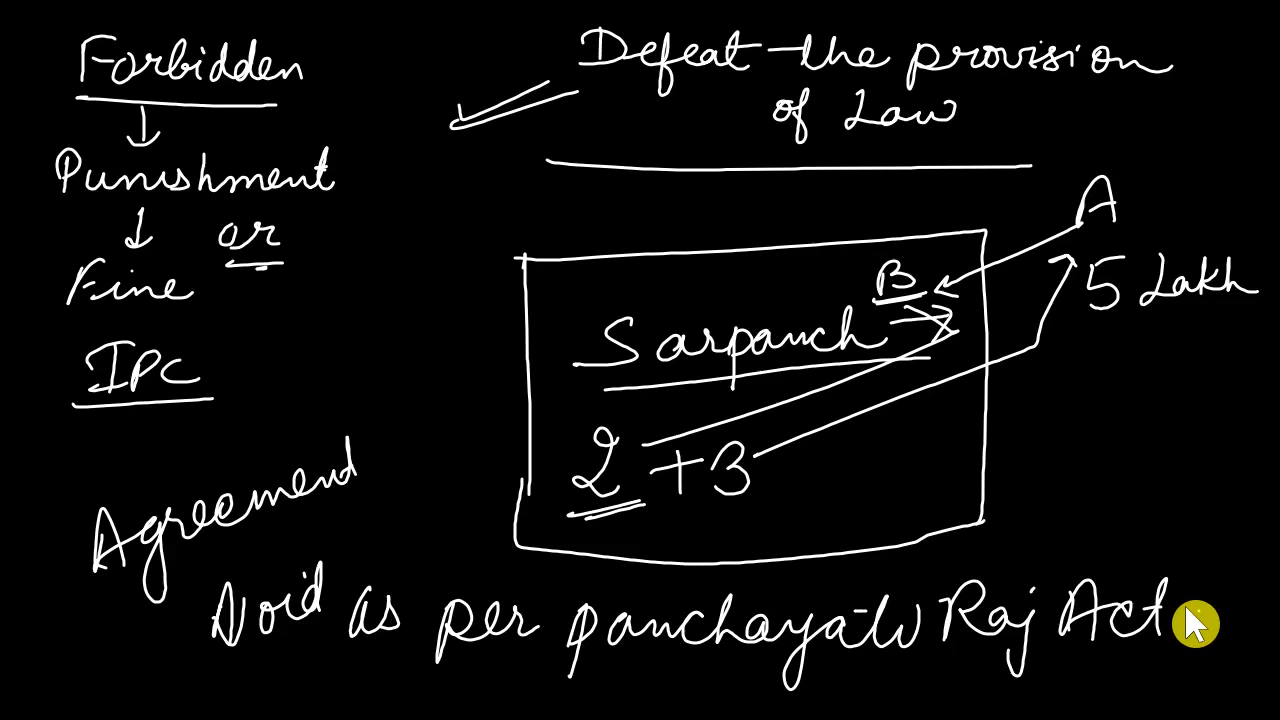 Forbidden
Punishment
or
Fine
IPC
Defeat the provision
of Law
A
5 Lakh
B
Sarpanch
2 + 3
Agreement
Void as per panchayati Raj Act